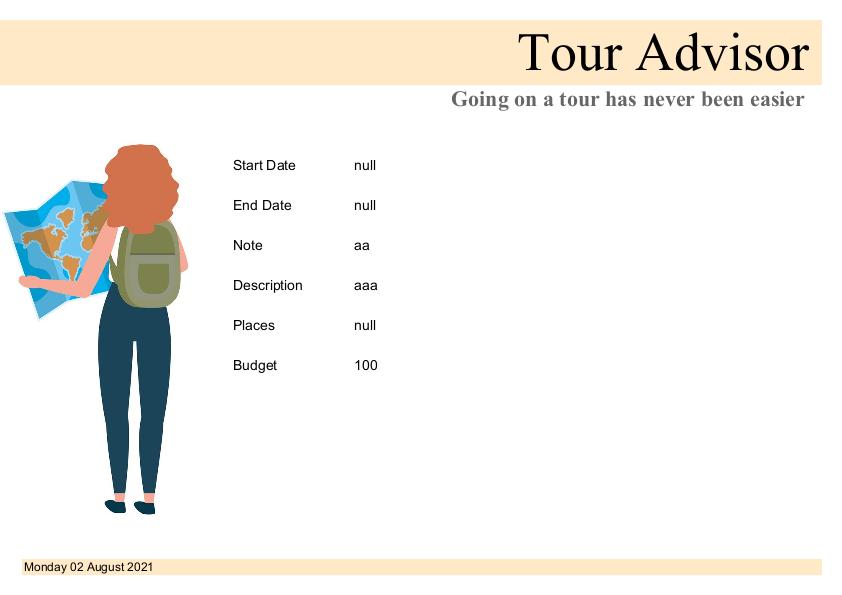 Tour Advisor
Going on a tour has never been easier
Start Date null
End Date null
Note aa
Description aaa
Places null
Budget 100
Monday 02 August 2021